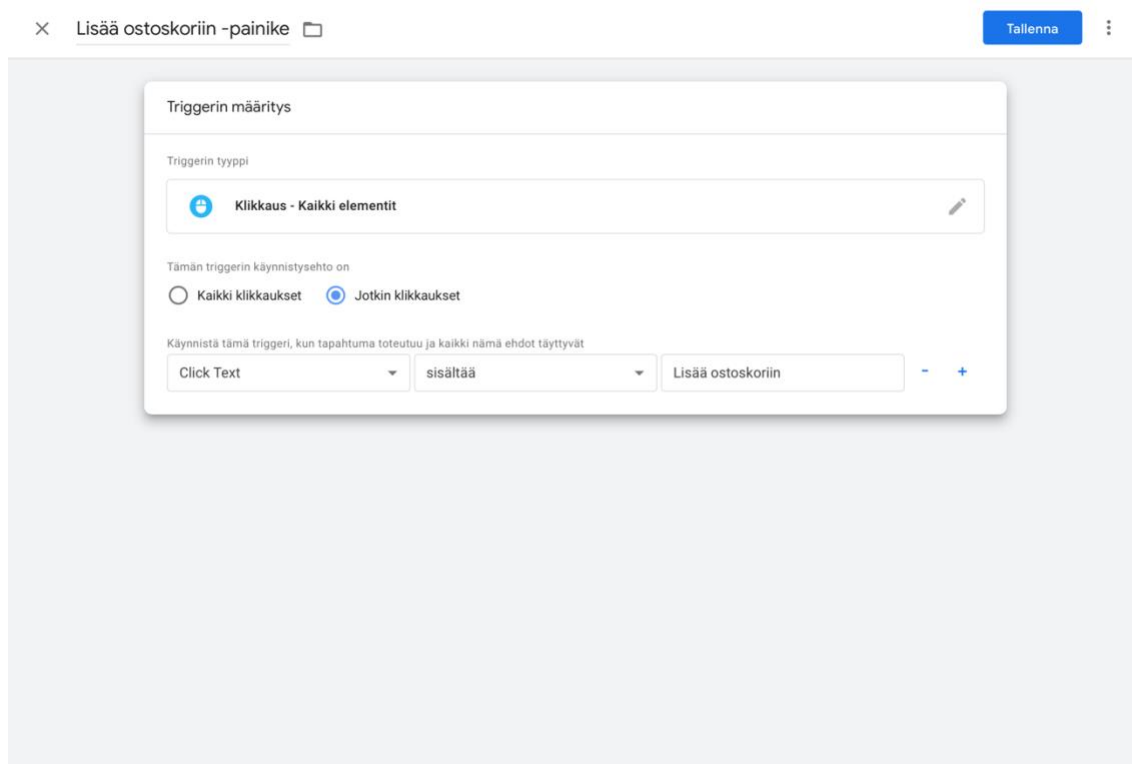 Lisää ostoskoriin -painike
Tallenna
Triggerin määritys
Triggerin tyyppi
Klikkaus - Kaikki elementit
Tämän triggerin käynnistysehto on
Kaikki klikkaukset Jotkin klikkaukset
Käynnistä tämä triggeri, kun tapahtuma toteutuu ja kaikki nämä ehdot täyttyvät
Click Text sisältää Lisää ostoskoriin - +